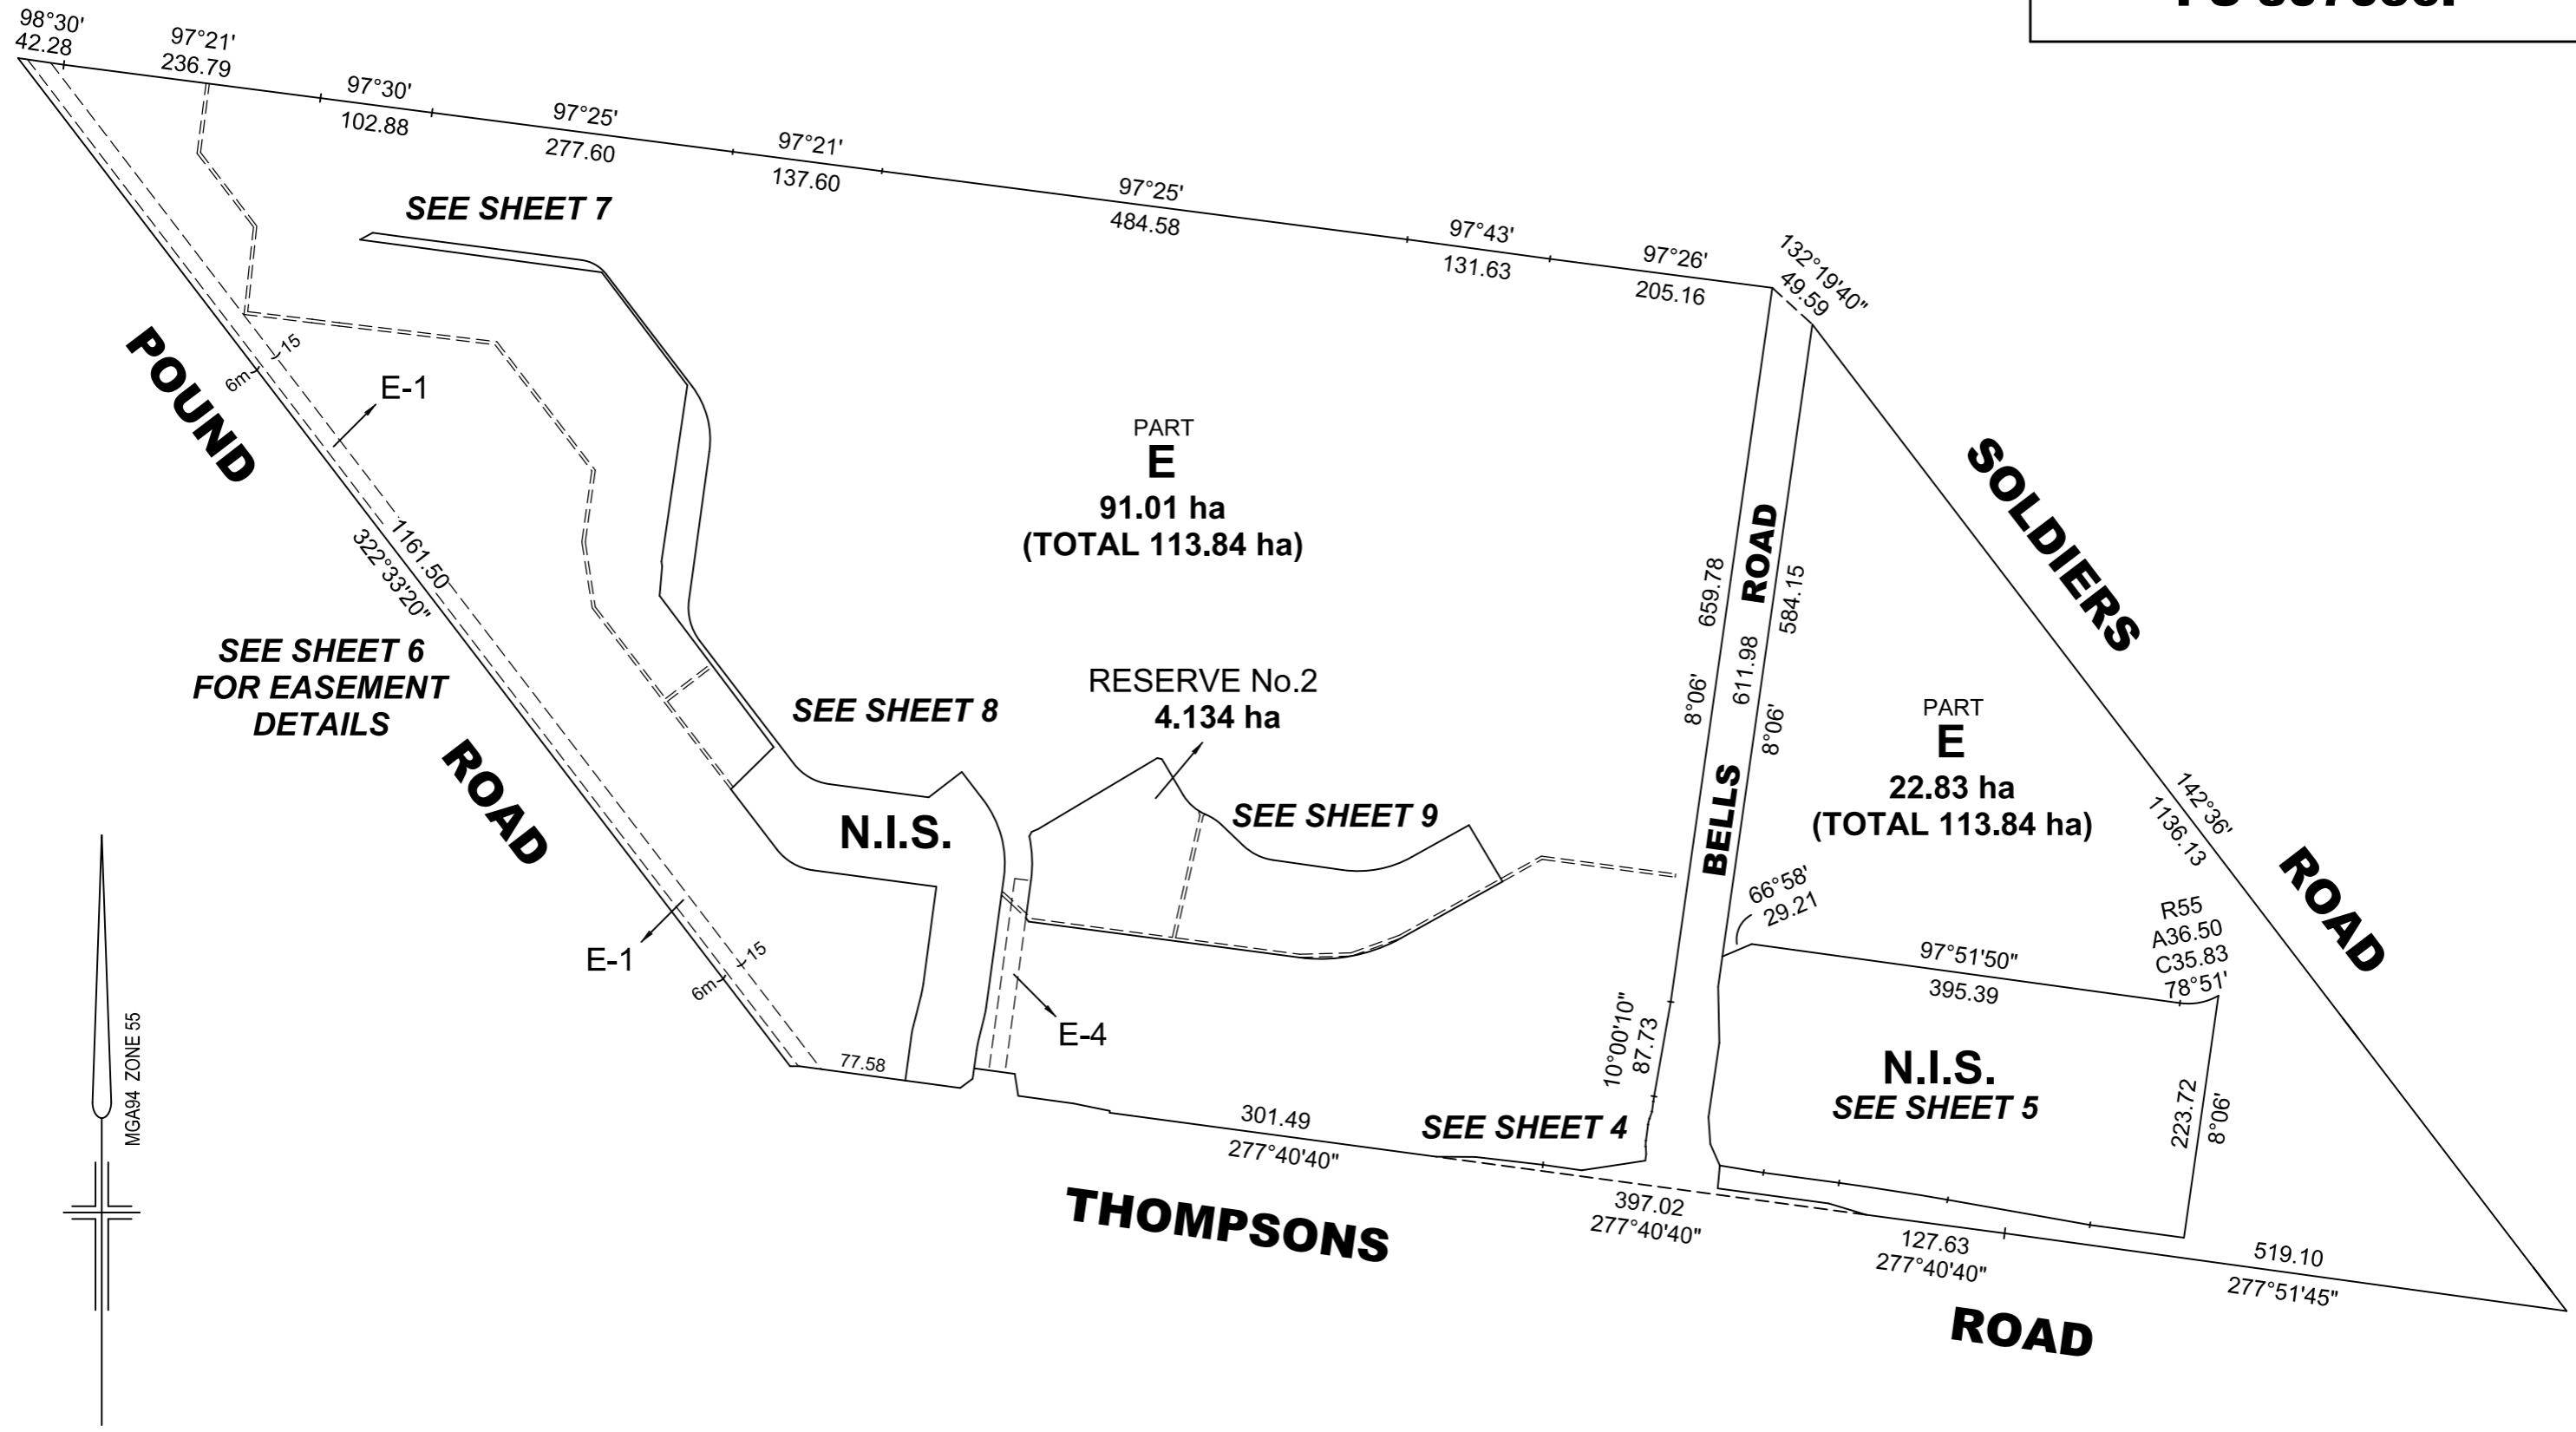 98°30'
42.28
97°21'
236.79
97°30'
102.88
97°25'
277.60
97°21'
137.60
97°25'
484.58
97°43'
131.63
97°26'
205.16
132°19'40"
49.59
SEE SHEET 7
POUND
ROAD
15
6m
E-1
1161.50
322°33'20"
SEE SHEET 6
FOR EASEMENT
DETAILS
PART
E
91.01 ha
(TOTAL 113.84 ha)
RESERVE No.2
4.134 ha
SEE SHEET 8
SEE SHEET 9
N.I.S.
659.78
8°06'
BELLS ROAD
611.98
584.15
8°06'
SOLDIERS
ROAD
PART
E
22.83 ha
(TOTAL 113.84 ha)
142°36'
1136.13
66°58'
29.21
R55
A36.50
C35.83
78°51'
97°51'50"
395.39
N.I.S.
SEE SHEET 5
223.72
8°06'
E-1
15
6m
77.58
E-4
10°00'10"
87.73
SEE SHEET 4
301.49
277°40'40"
397.02
277°40'40"
127.63
277°40'40"
519.10
277°51'45"
THOMPSONS
ROAD
MGA94 ZONE 55